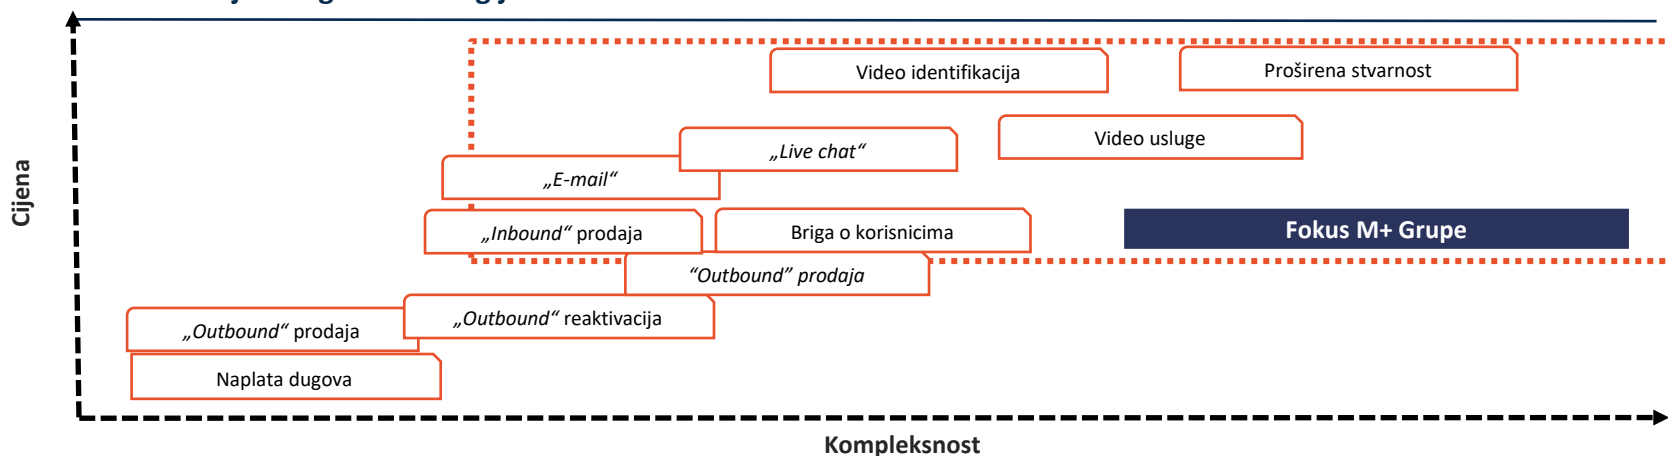 Video identifikacija
Proširena stvarnost
Video usluge
„Live chat“
„E-mail“
„Inbound“ prodaja
Briga o korisnicima
Fokus M+ Grupe
“Outbound” prodaja
„Outbound“ reaktivacija
„Outbound“ prodaja
Naplata dugova
Cijena
Kompleksnost